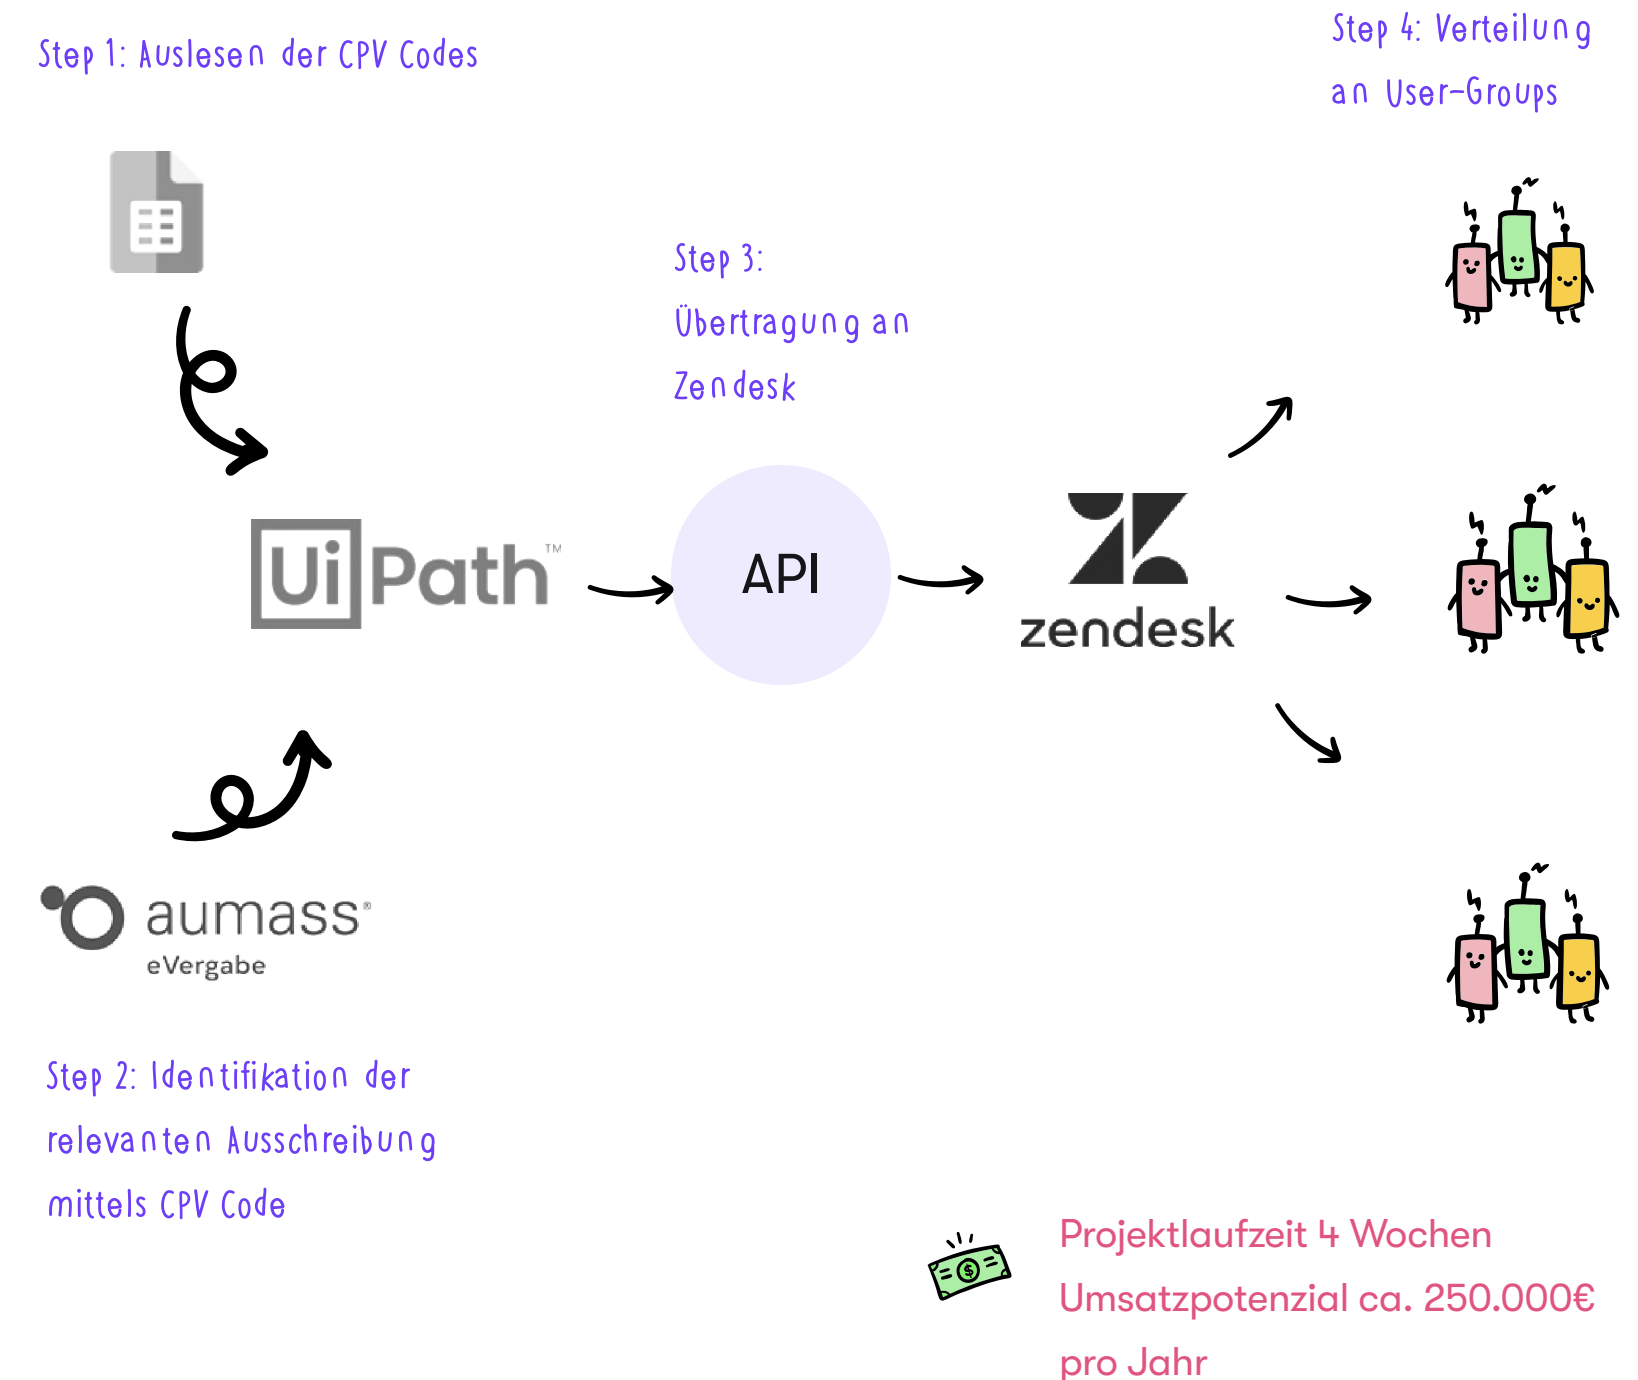 Step 1: Auslesen der CPV Codes
Step 4: Verteilung
an User-Groups
Step 3:
Übertragung an
Zendesk
UiPath™
API
zendesk
aumass®
eVergabe
Step 2: Identifikation der
relevanten Ausschreibung
mittels CPV Code
$
Projektlaufzeit 4 Wochen
Umsatzpotenzial ca. 250.000€
pro Jahr